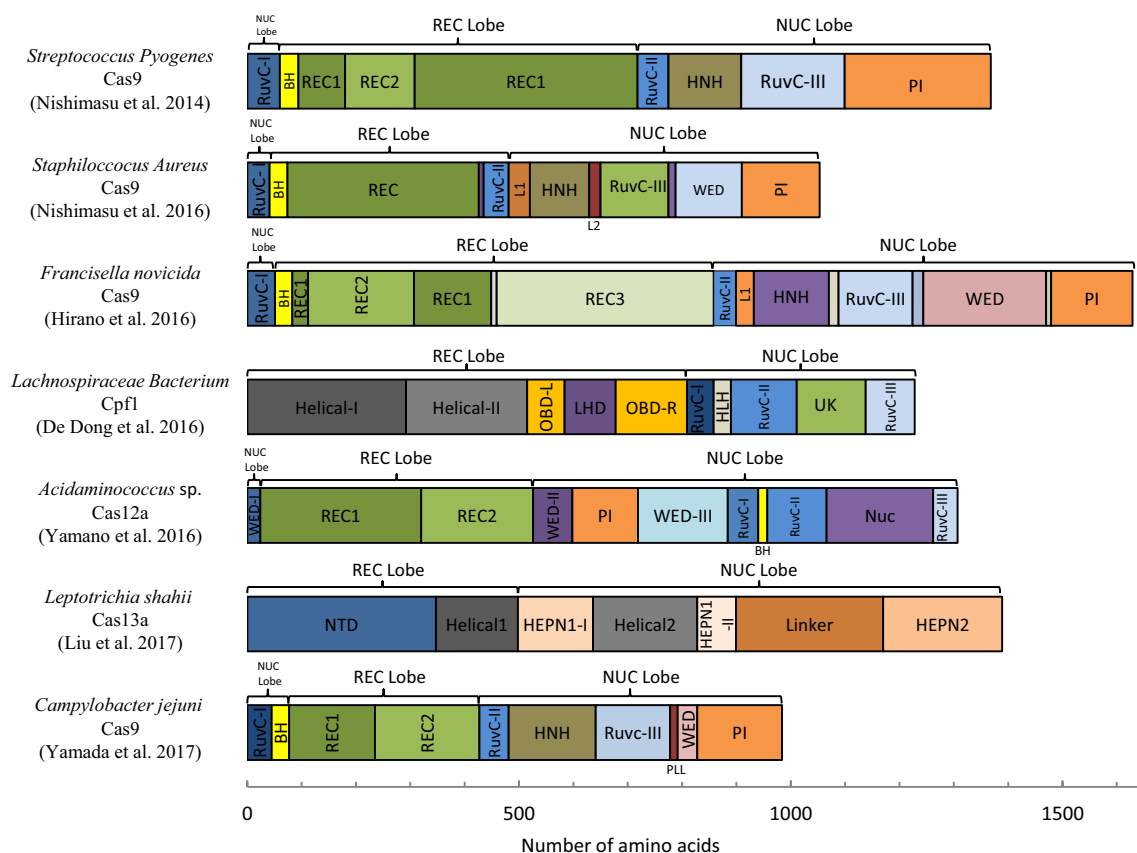 NUC
Lobe
REC Lobe
NUC Lobe
Streptococcus Pyogenes
Cas9
(Nishimasu et al. 2014)
RuvC-I
BH
REC1
REC2
REC1
RuvC-II
HNH
RuvC-III
PI
NUC
Lobe
REC Lobe
NUC Lobe
Staphiloccocus Aureus
Cas9
(Nishimasu et al. 2016)
RuvC-I
BH
REC
RuvC-II
L1
HNH
L2
RuvC-III
WED
PI
NUC
Lobe
REC Lobe
NUC Lobe
Francisella novicida
Cas9
(Hirano et al. 2016)
RuvC-I
BH
REC1
REC2
REC1
REC3
RuvC-II
L1
HNH
RuvC-III
WED
PI
REC Lobe
NUC Lobe
Lachnospiraceae Bacterium
Cpf1
(De Dong et al. 2016)
Helical-I
Helical-II
OBD-L
LHD
OBD-R
RuvC-I
HLH
RuvC-II
UK
RuvC-III
NUC
Lobe
REC Lobe
NUC Lobe
Acidaminococcus sp.
Cas12a
(Yamano et al. 2016)
WED-I
REC1
REC2
WED-II
PI
WED-III
RuvC-I
BH
RuvC-II
Nuc
RuvC-III
REC Lobe
NUC Lobe
Leptotrichia shahii
Cas13a
(Liu et al. 2017)
NTD
Helical1
HEPN1-I
Helical2
HEPN1
-II
Linker
HEPN2
NUC
Lobe
REC Lobe
NUC Lobe
Campylobacter jejuni
Cas9
(Yamada et al. 2017)
RuvC-I
BH
REC1
REC2
RuvC-II
HNH
Ruvc-III
PLL
WED
PI
0 500 1000 1500
Number of amino acids